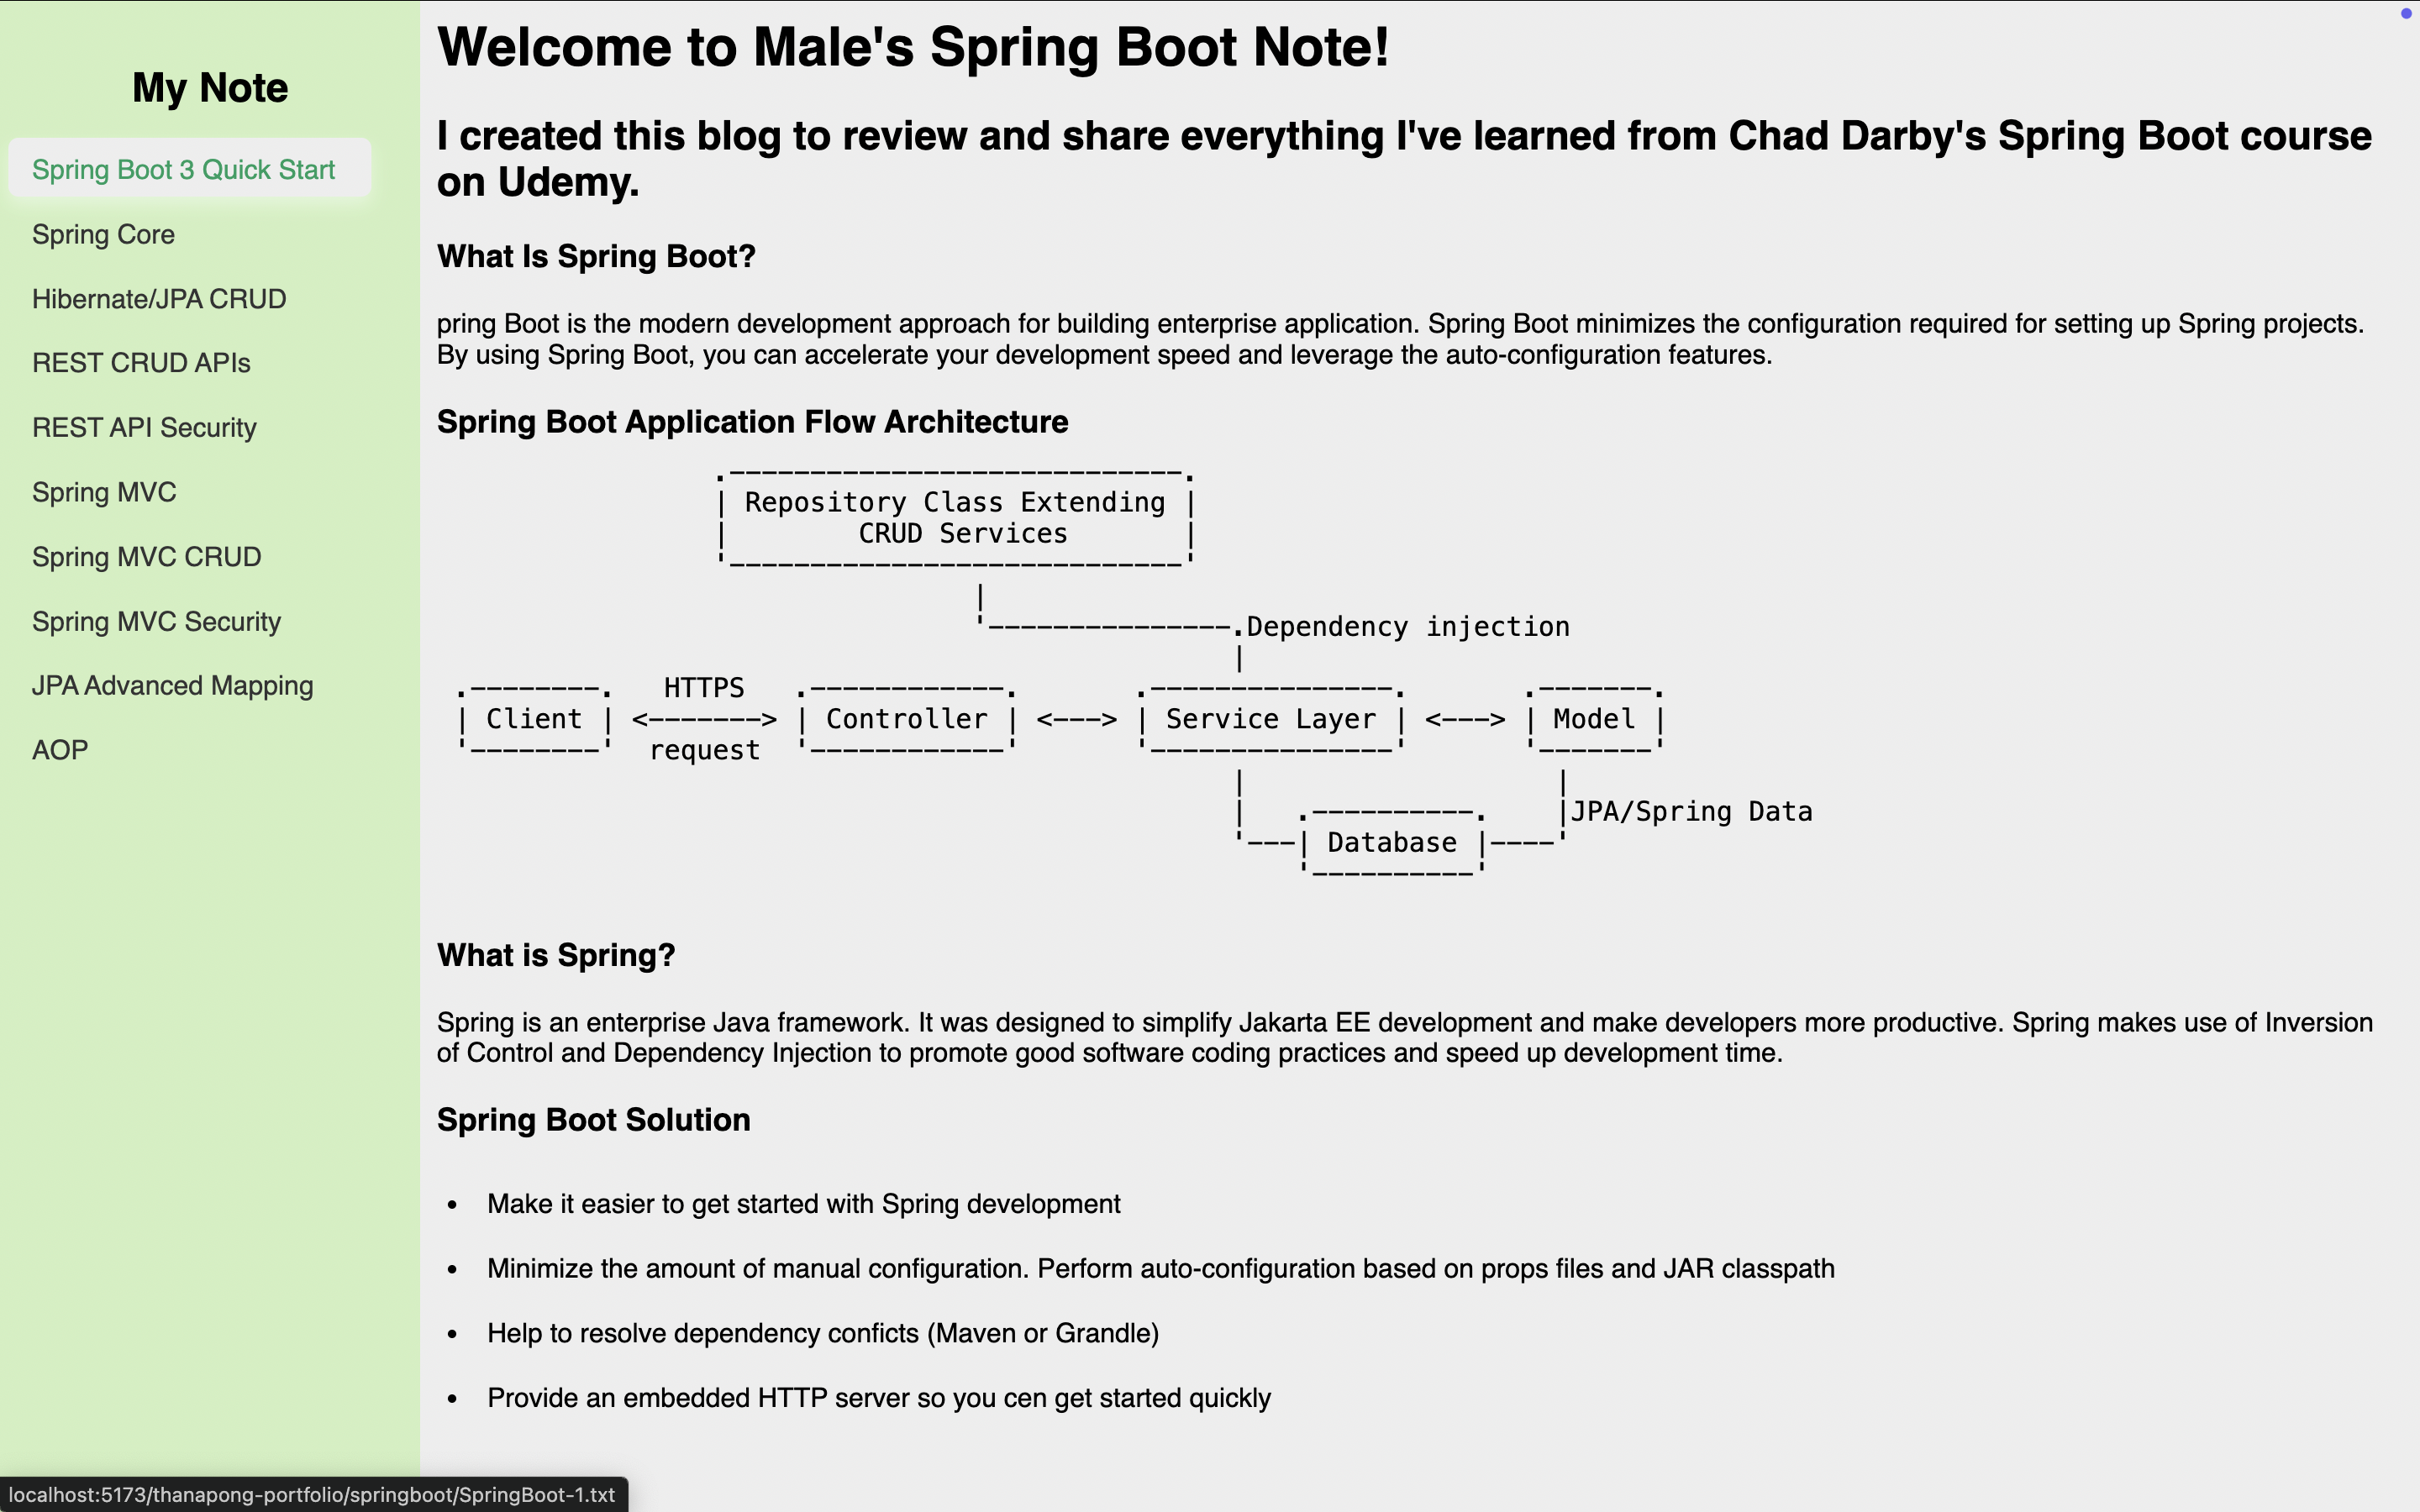 My Note
Spring Boot 3 Quick Start
Spring Core
Hibernate/JPA CRUD
REST CRUD APIs
REST API Security
Spring MVC
Spring MVC CRUD
Spring MVC Security
JPA Advanced Mapping
AOP
Welcome to Male's Spring Boot Note!
I created this blog to review and share everything I've learned from Chad Darby's Spring Boot course
on Udemy.
What Is Spring Boot?
pring Boot is the modern development approach for building enterprise application. Spring Boot minimizes the configuration required for setting up Spring projects.
By using Spring Boot, you can accelerate your development speed and leverage the auto-configuration features.
Spring Boot Application Flow Architecture
Repository Class Extending
CRUD Services
Dependency injection
HTTPS
Client <-------> Controller <---> Service Layer <---> Model
request
JPA/Spring Data
Database
What is Spring?
Spring is an enterprise Java framework. It was designed to simplify Jakarta EE development and make developers more productive. Spring makes use of Inversion
of Control and Dependency Injection to promote good software coding practices and speed up development time.
Spring Boot Solution
• Make it easier to get started with Spring development
• Minimize the amount of manual configuration. Perform auto-configuration based on props files and JAR classpath
• Help to resolve dependency conficts (Maven or Grandle)
• Provide an embedded HTTP server so you cen get started quickly
localhost:5173/thanapong-portfolio/springboot/SpringBoot-1.txt